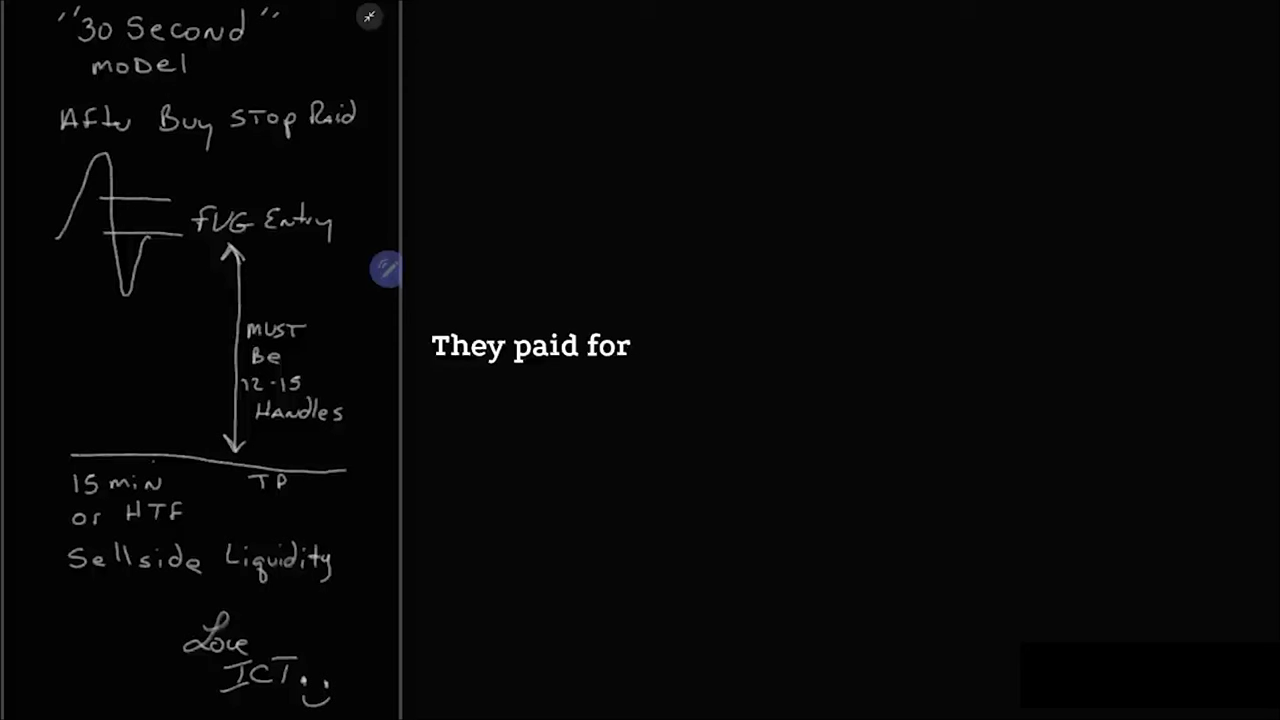 "30 Second"
moDel
After Buy STop Raid
FVG Entry
MUST
Be
12-15
HANDles
15 min
TP
or HTF
Sellside Liquidity
Love
ICT
They paid for